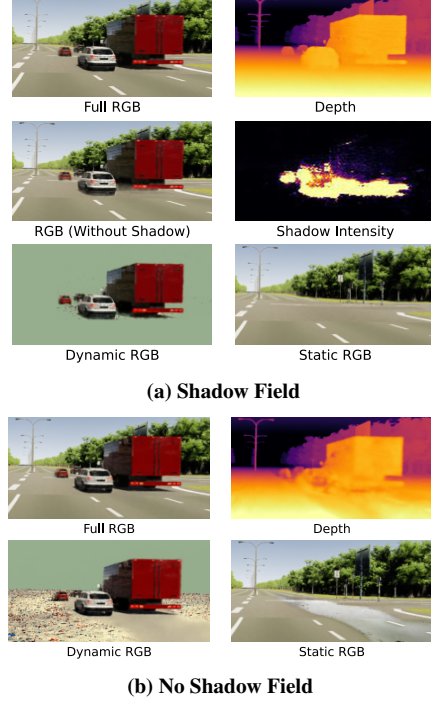 Full RGB
Depth
RGB (Without Shadow)
Shadow Intensity
Dynamic RGB
Static RGB
(a) Shadow Field
Full RGB
Depth
Dynamic RGB
Static RGB
(b) No Shadow Field